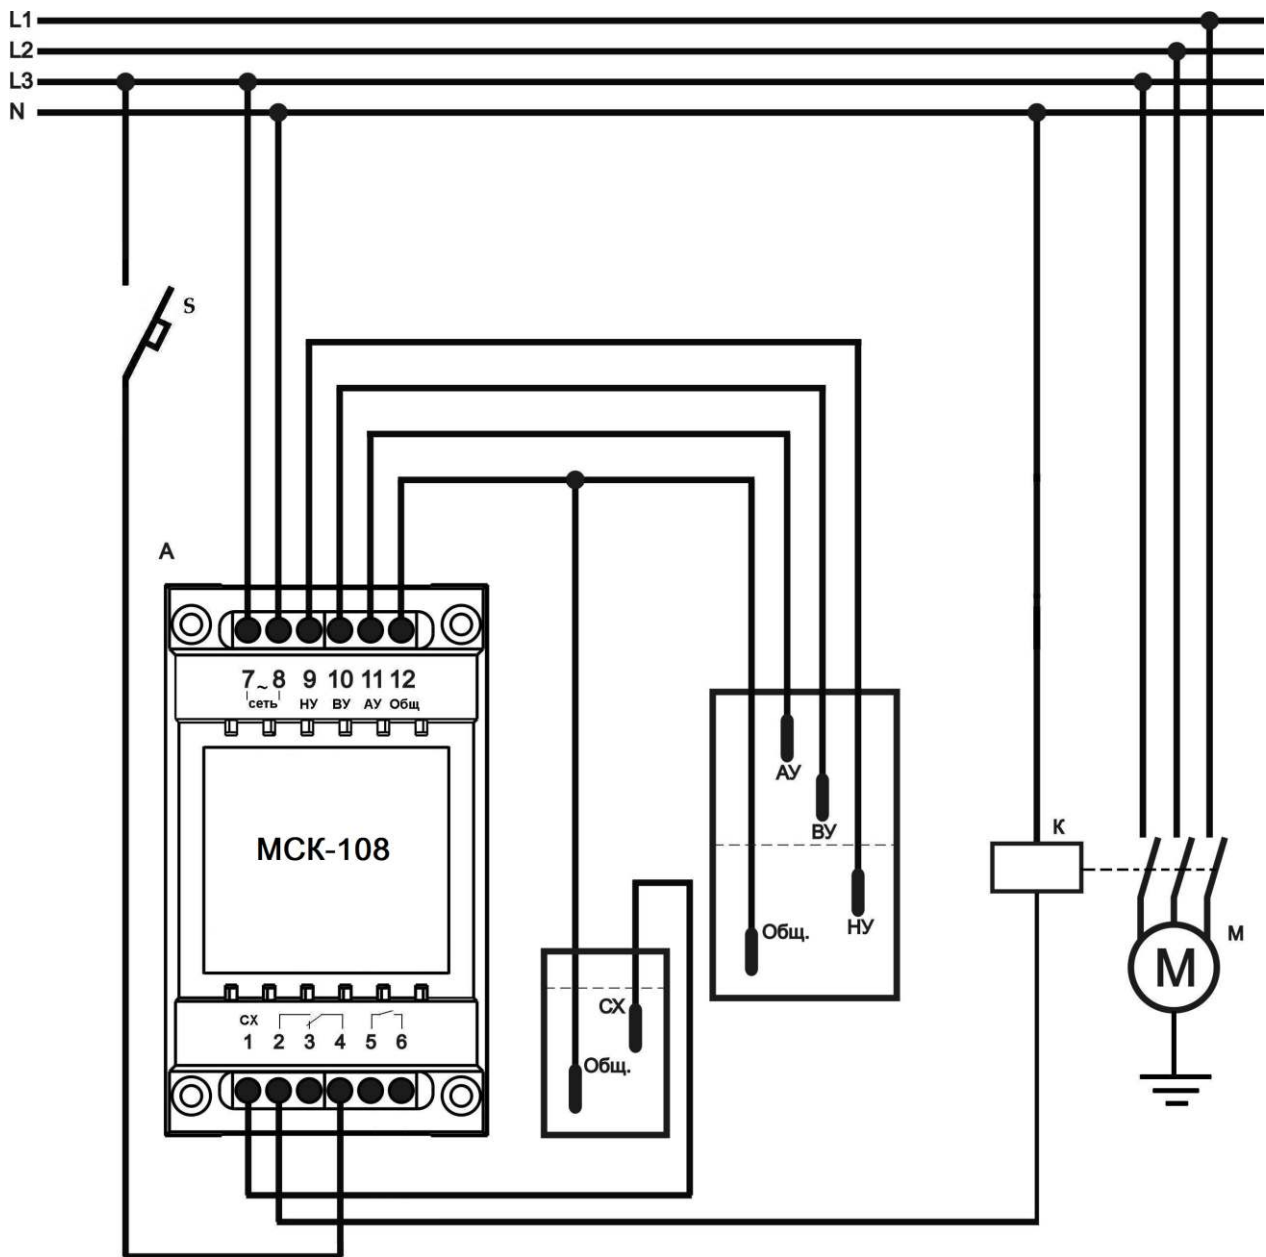 L1
L2
L3
N
S
А
7 ~ 8 9 10 11 12
сеть НУ ВУ АУ Общ
МСК-108
АУ
ВУ
К
НУ
Общ.
М
М
СХ
Общ.
СХ
1 2 3 4 5 6